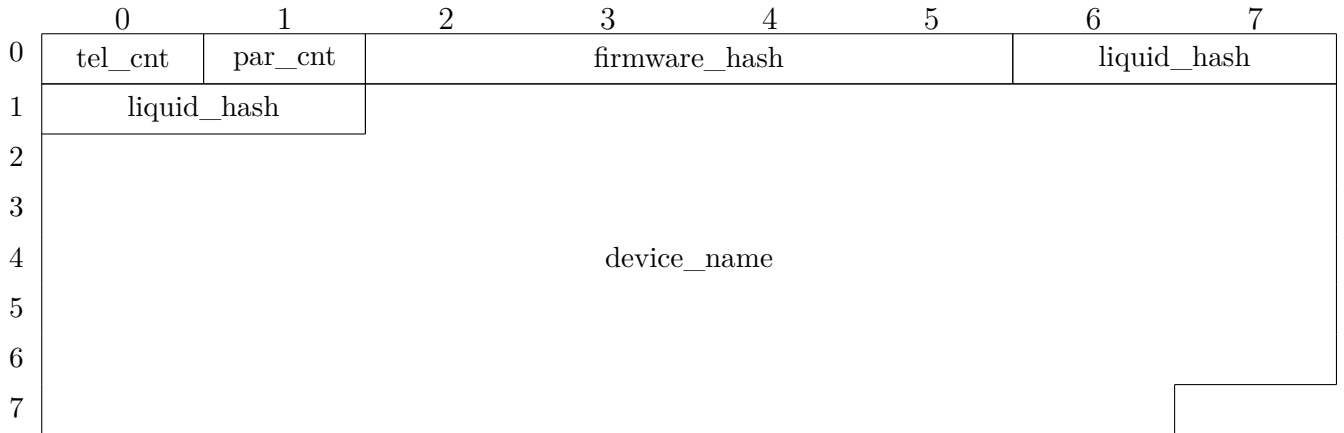 0 1 2 3 4 5 6 7
0 tel_cnt par_cnt firmware_hash liquid_hash
1 liquid_hash
2
3
4 device_name
5
6
7